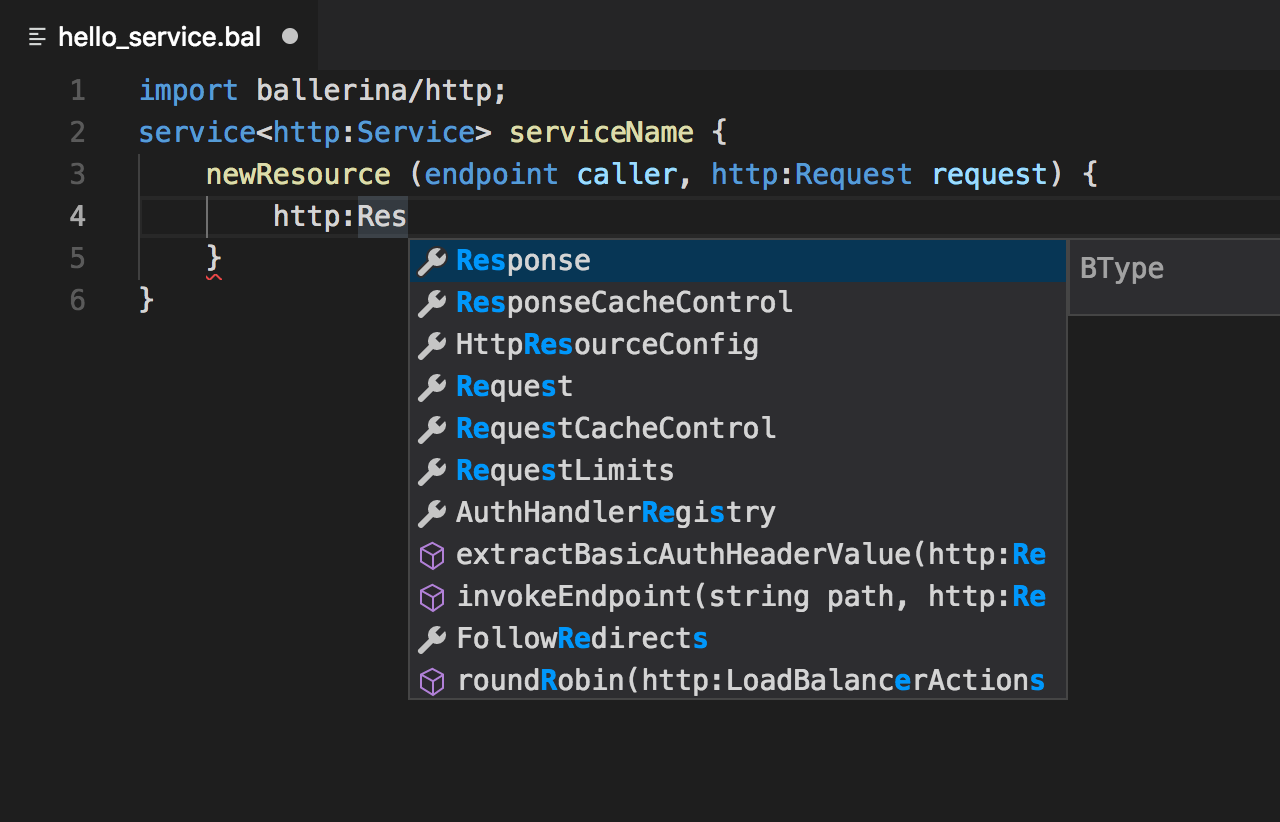 hello_service.bal
1 import ballerina/http;
2 service<http:Service> serviceName {
3 newResource (endpoint caller, http:Request request) {
4 http:Res
5 }
6 }
Response
BType
ResponseCacheControl
HttpResourceConfig
Request
RequestCacheControl
RequestLimits
AuthHandlerRegistry
extractBasicAuthHeaderValue(http:Re
invokeEndpoint(string path, http:Re
FollowRedirects
roundRobin(http:LoadBalancerActions